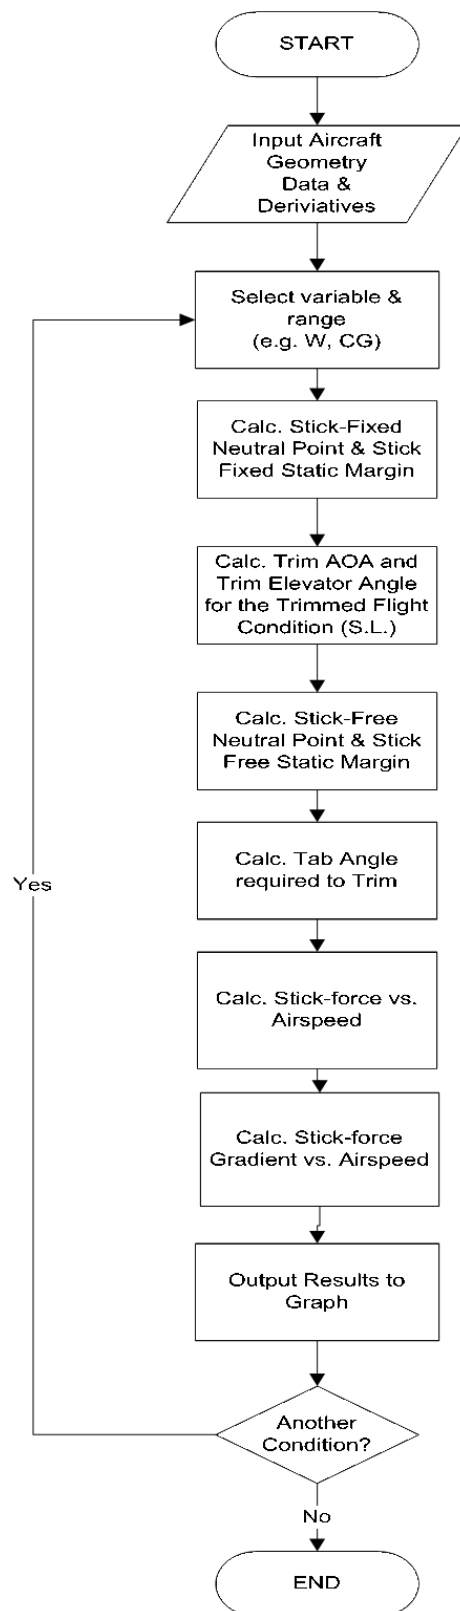 START
Input Aircraft
Geometry
Data &
Deriviatives
Select variable &
range
(e.g. W, CG)
Calc. Stick-Fixed
Neutral Point & Stick
Fixed Static Margin
Calc. Trim AOA and
Trim Elevator Angle
for the Trimmed Flight
Condition (S.L.)
Calc. Stick-Free
Neutral Point & Stick
Free Static Margin
Calc. Tab Angle
required to Trim
Yes
Calc. Stick-force vs.
Airspeed
Calc. Stick-force
Gradient vs. Airspeed
Output Results to
Graph
Another
Condition?
No
END